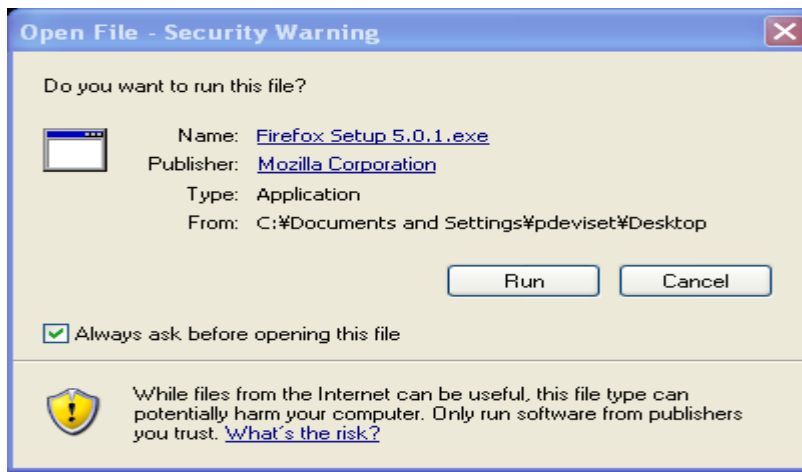 Open File - Security Warning
Do you want to run this file?
Name: Firefox Setup 5.0.1.exe
Publisher: Mozilla Corporation
Type: Application
From: C:¥Documents and Settings¥pdeviset¥Desktop
Run Cancel
Always ask before opening this file
While files from the Internet can be useful, this file type can
potentially harm your computer. Only run software from publishers
you trust. What´s the risk?